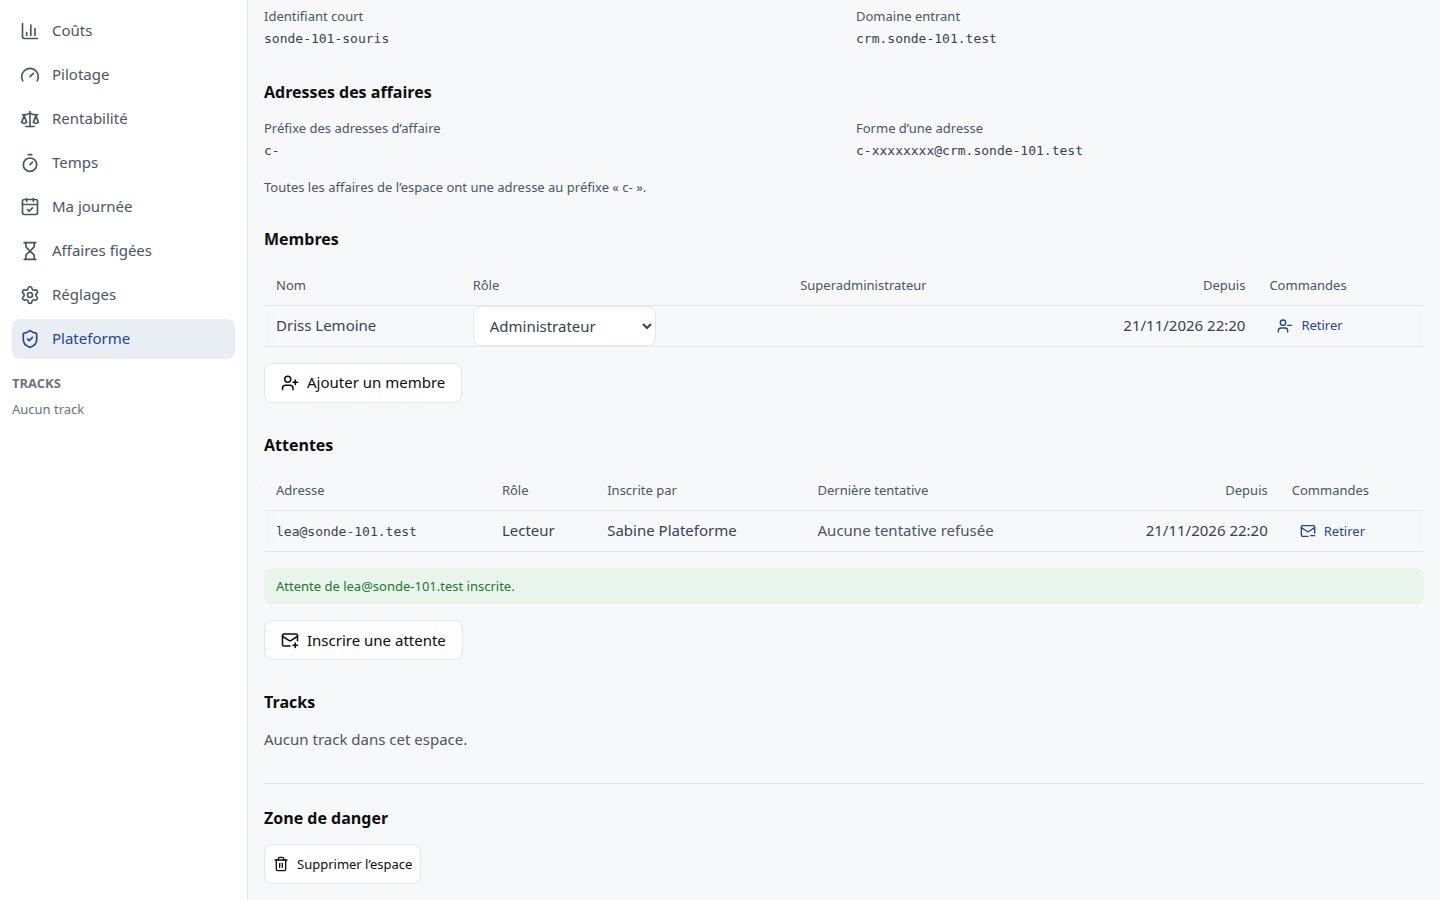 Coûts
Pilotage
Rentabilité
Temps
Ma journée
Affaires figées
Réglages
Plateforme
TRACKS
Aucun track
Identifiant court
sonde-101-souris
Domaine entrant
crm.sonde-101.test
Adresses des affaires
Préfixe des adresses d’affaire
c-
Forme d’une adresse
c-xxxxxxxx@crm.sonde-101.test
Toutes les affaires de l’espace ont une adresse au préfixe « c- ».
Membres
Nom Rôle Superadministrateur Depuis Commandes
Driss Lemoine Administrateur 21/11/2026 22:20 Retirer
Ajouter un membre
Attentes
Adresse Rôle Inscrite par Dernière tentative Depuis Commandes
lea@sonde-101.test Lecteur Sabine Plateforme Aucune tentative refusée 21/11/2026 22:20 Retirer
Attente de lea@sonde-101.test inscrite.
Inscrire une attente
Tracks
Aucun track dans cet espace.
Zone de danger
Supprimer l’espace